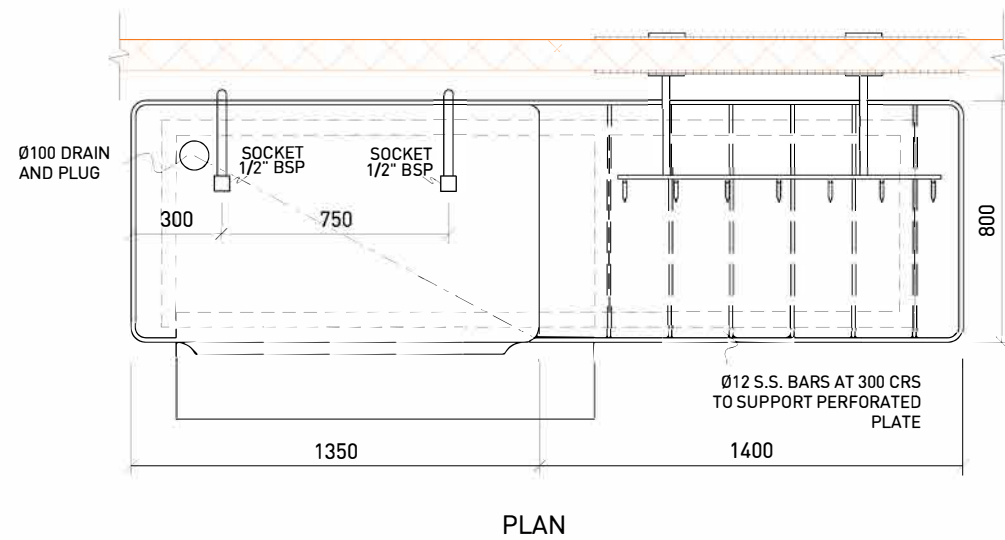 Ø100 DRAIN
AND PLUG
SOCKET
1/2" BSP
SOCKET
1/2" BSP
300
750
800
Ø12 S.S. BARS AT 300 CRS
TO SUPPORT PERFORATED
PLATE
1350
1400
PLAN